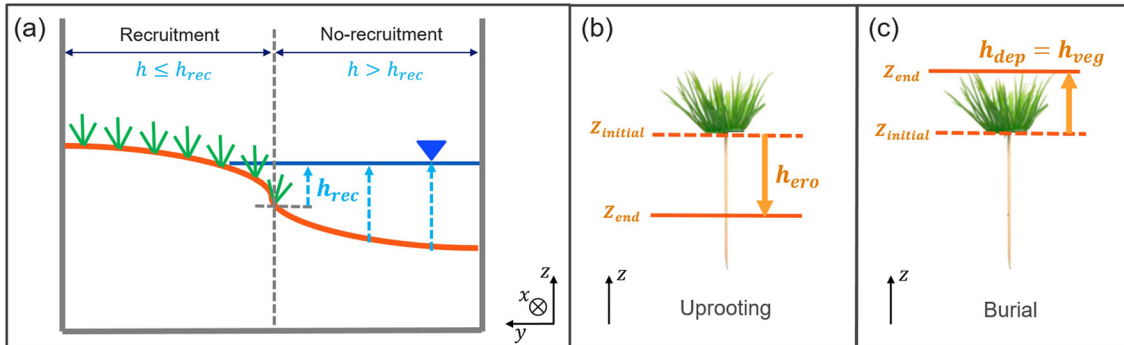 (a)
Recruitment
No-recruitment
h ≤ h_rec
h > h_rec
h_rec
z
x
y
(b)
z_initial
h_ero
z_end
z
Uprooting
(c)
h_dep = h_veg
z_end
z_initial
z
Burial